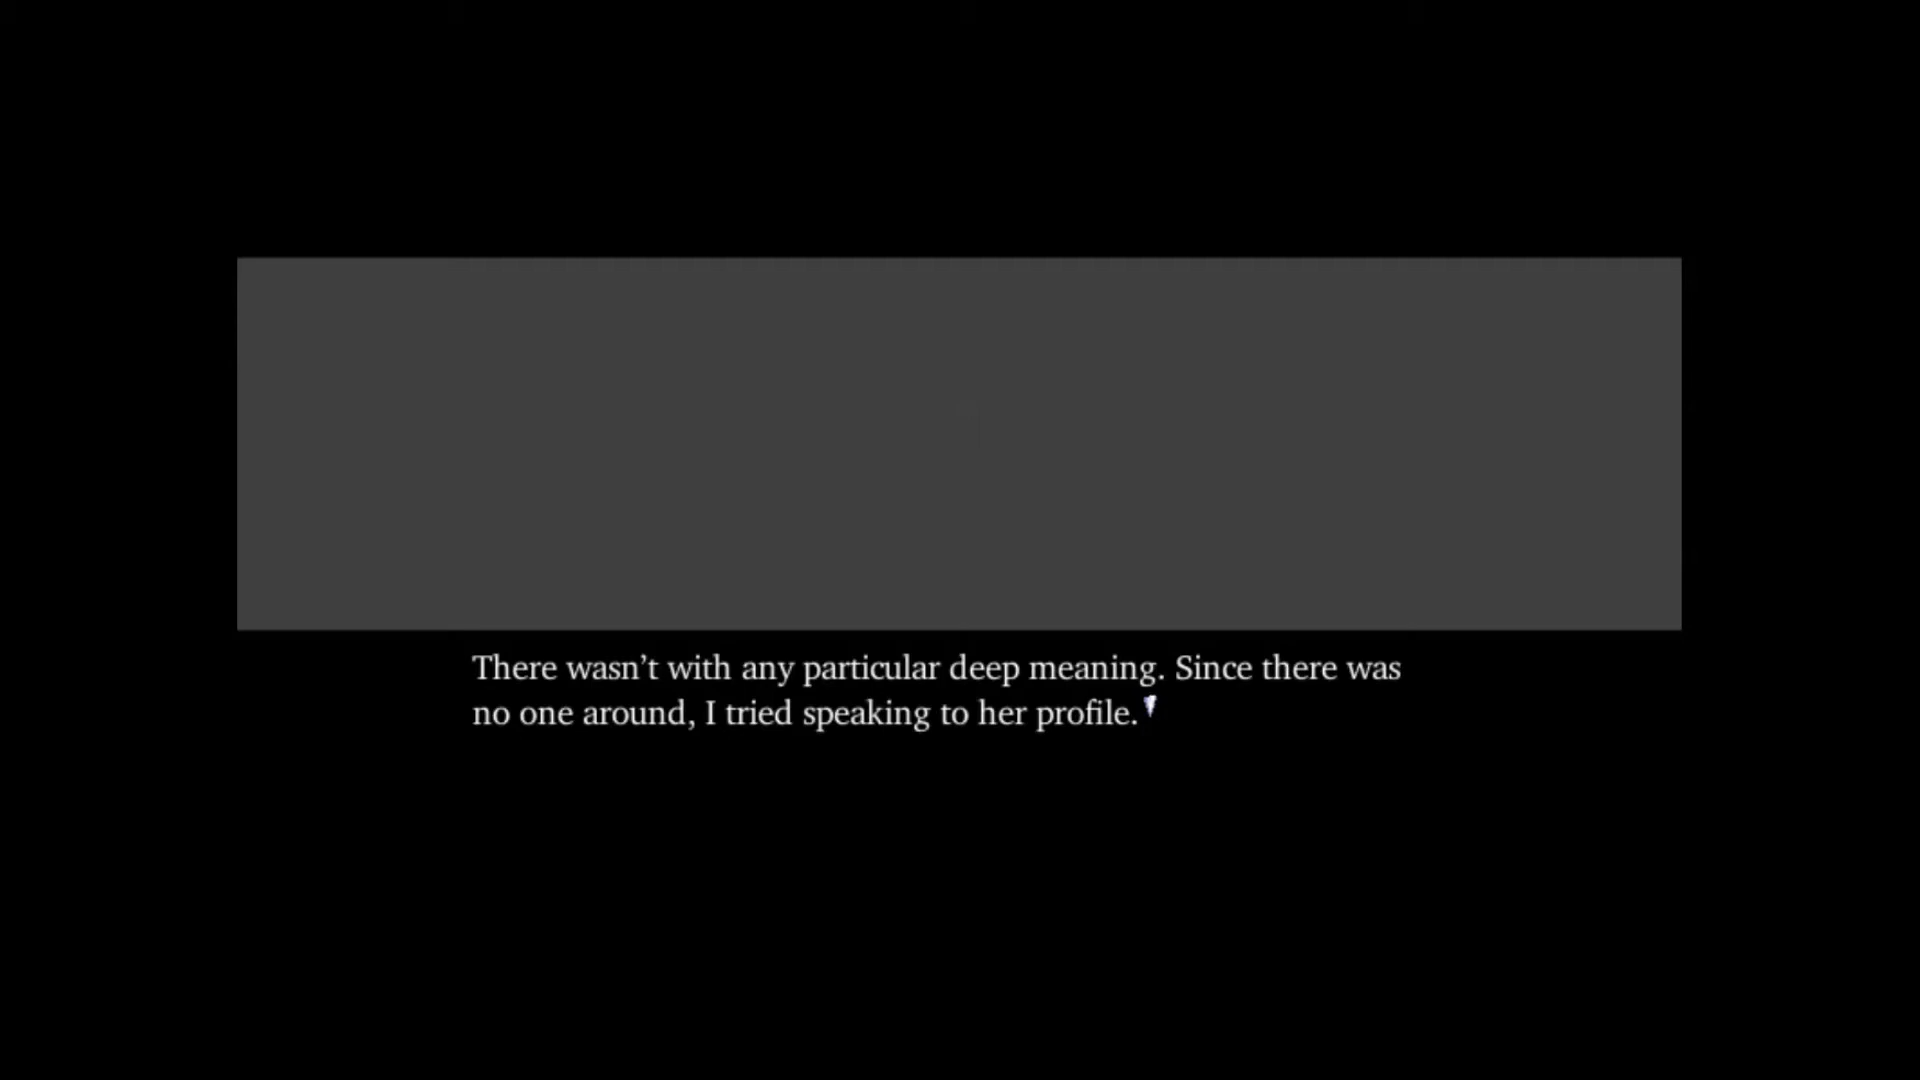 There wasn’t with any particular deep meaning. Since there was
no one around, I tried speaking to her profile.